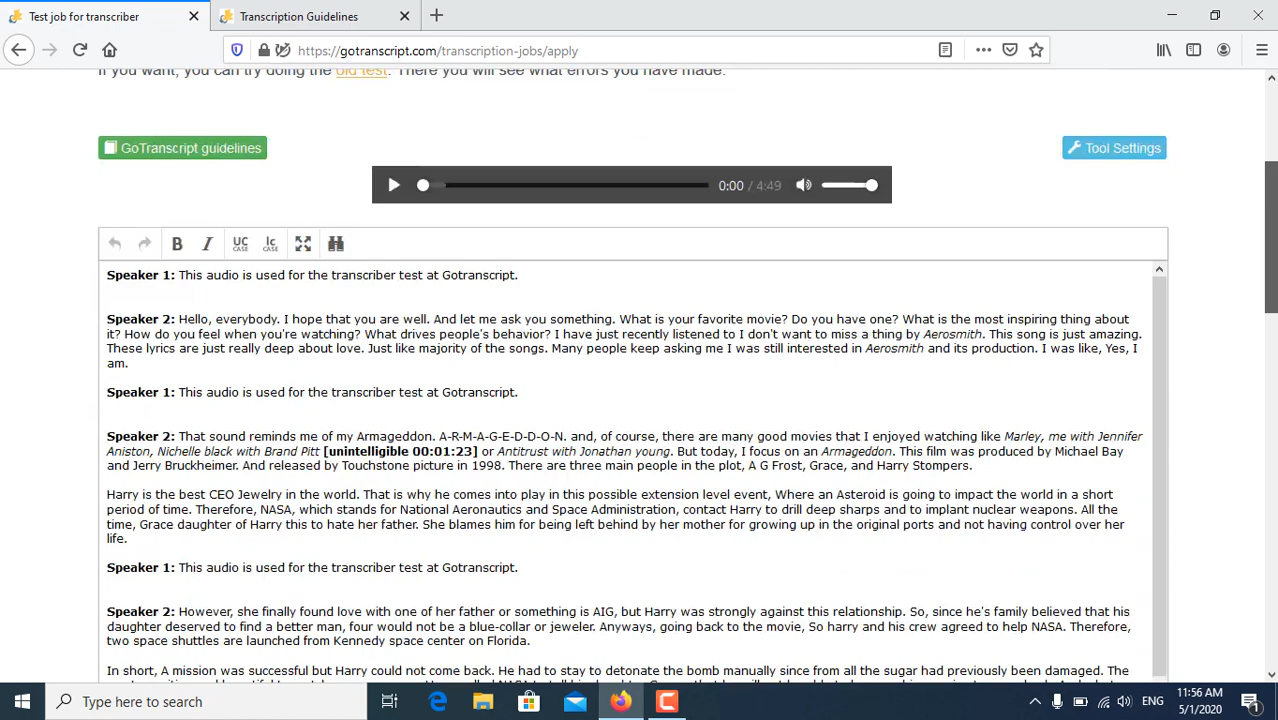 Test job for transcriber
Transcription Guidelines
https://gotranscript.com/transcription-jobs/apply
If you want, you can try doing the old test. There you will see what errors you have made.
GoTranscript guidelines
Tool Settings
0:00 / 4:49
B I UC CASE lc CASE
Speaker 1: This audio is used for the transcriber test at Gotranscript.
Speaker 2: Hello, everybody. I hope that you are well. And let me ask you something. What is your favorite movie? Do you have one? What is the most inspiring thing about
it? How do you feel when you're watching? What drives people's behavior? I have just recently listened to I don't want to miss a thing by Aerosmith. This song is just amazing.
These lyrics are just really deep about love. Just like majority of the songs. Many people keep asking me I was still interested in Aerosmith and its production. I was like, Yes, I
am.
Speaker 1: This audio is used for the transcriber test at Gotranscript.
Speaker 2: That sound reminds me of my Armageddon. A-R-M-A-G-E-D-D-O-N. and, of course, there are many good movies that I enjoyed watching like Marley, me with Jennifer
Aniston, Nichelle black with Brand Pitt [unintelligible 00:01:23] or Antitrust with Jonathan young. But today, I focus on Armageddon. This film was produced by Michael Bay
and Jerry Bruckheimer. And released by Touchstone picture in 1998. There are three main people in the plot, A G Frost, Grace, and Harry Stompers.
Harry is the best CEO Jewelry in the world. That is why he comes into play in this possible extension level event, Where an Asteroid is going to impact the world in a short
period of time. Therefore, NASA, which stands for National Aeronautics and Space Administration, contact Harry to drill deep sharps and to implant nuclear weapons. All the
time, Grace daughter of Harry this to hate her father. She blames him for being left behind by her mother for growing up in the original ports and not having control over her
life.
Speaker 1: This audio is used for the transcriber test at Gotranscript.
Speaker 2: However, she finally found love with one of her father or something is AIG, but Harry was strongly against this relationship. So, since he's family believed that his
daughter deserved to find a better man, four would not be a blue-collar or jeweler. Anyways, going back to the movie, So harry and his crew agreed to help NASA. Therefore,
two space shuttles are launched from Kennedy space center on Florida.
In short, A mission was successful but Harry could not come back. He had to stay to detonate the bomb manually since from all the sugar had previously been damaged. The
Type here to search
ENG
11:56 AM
5/1/2020
1